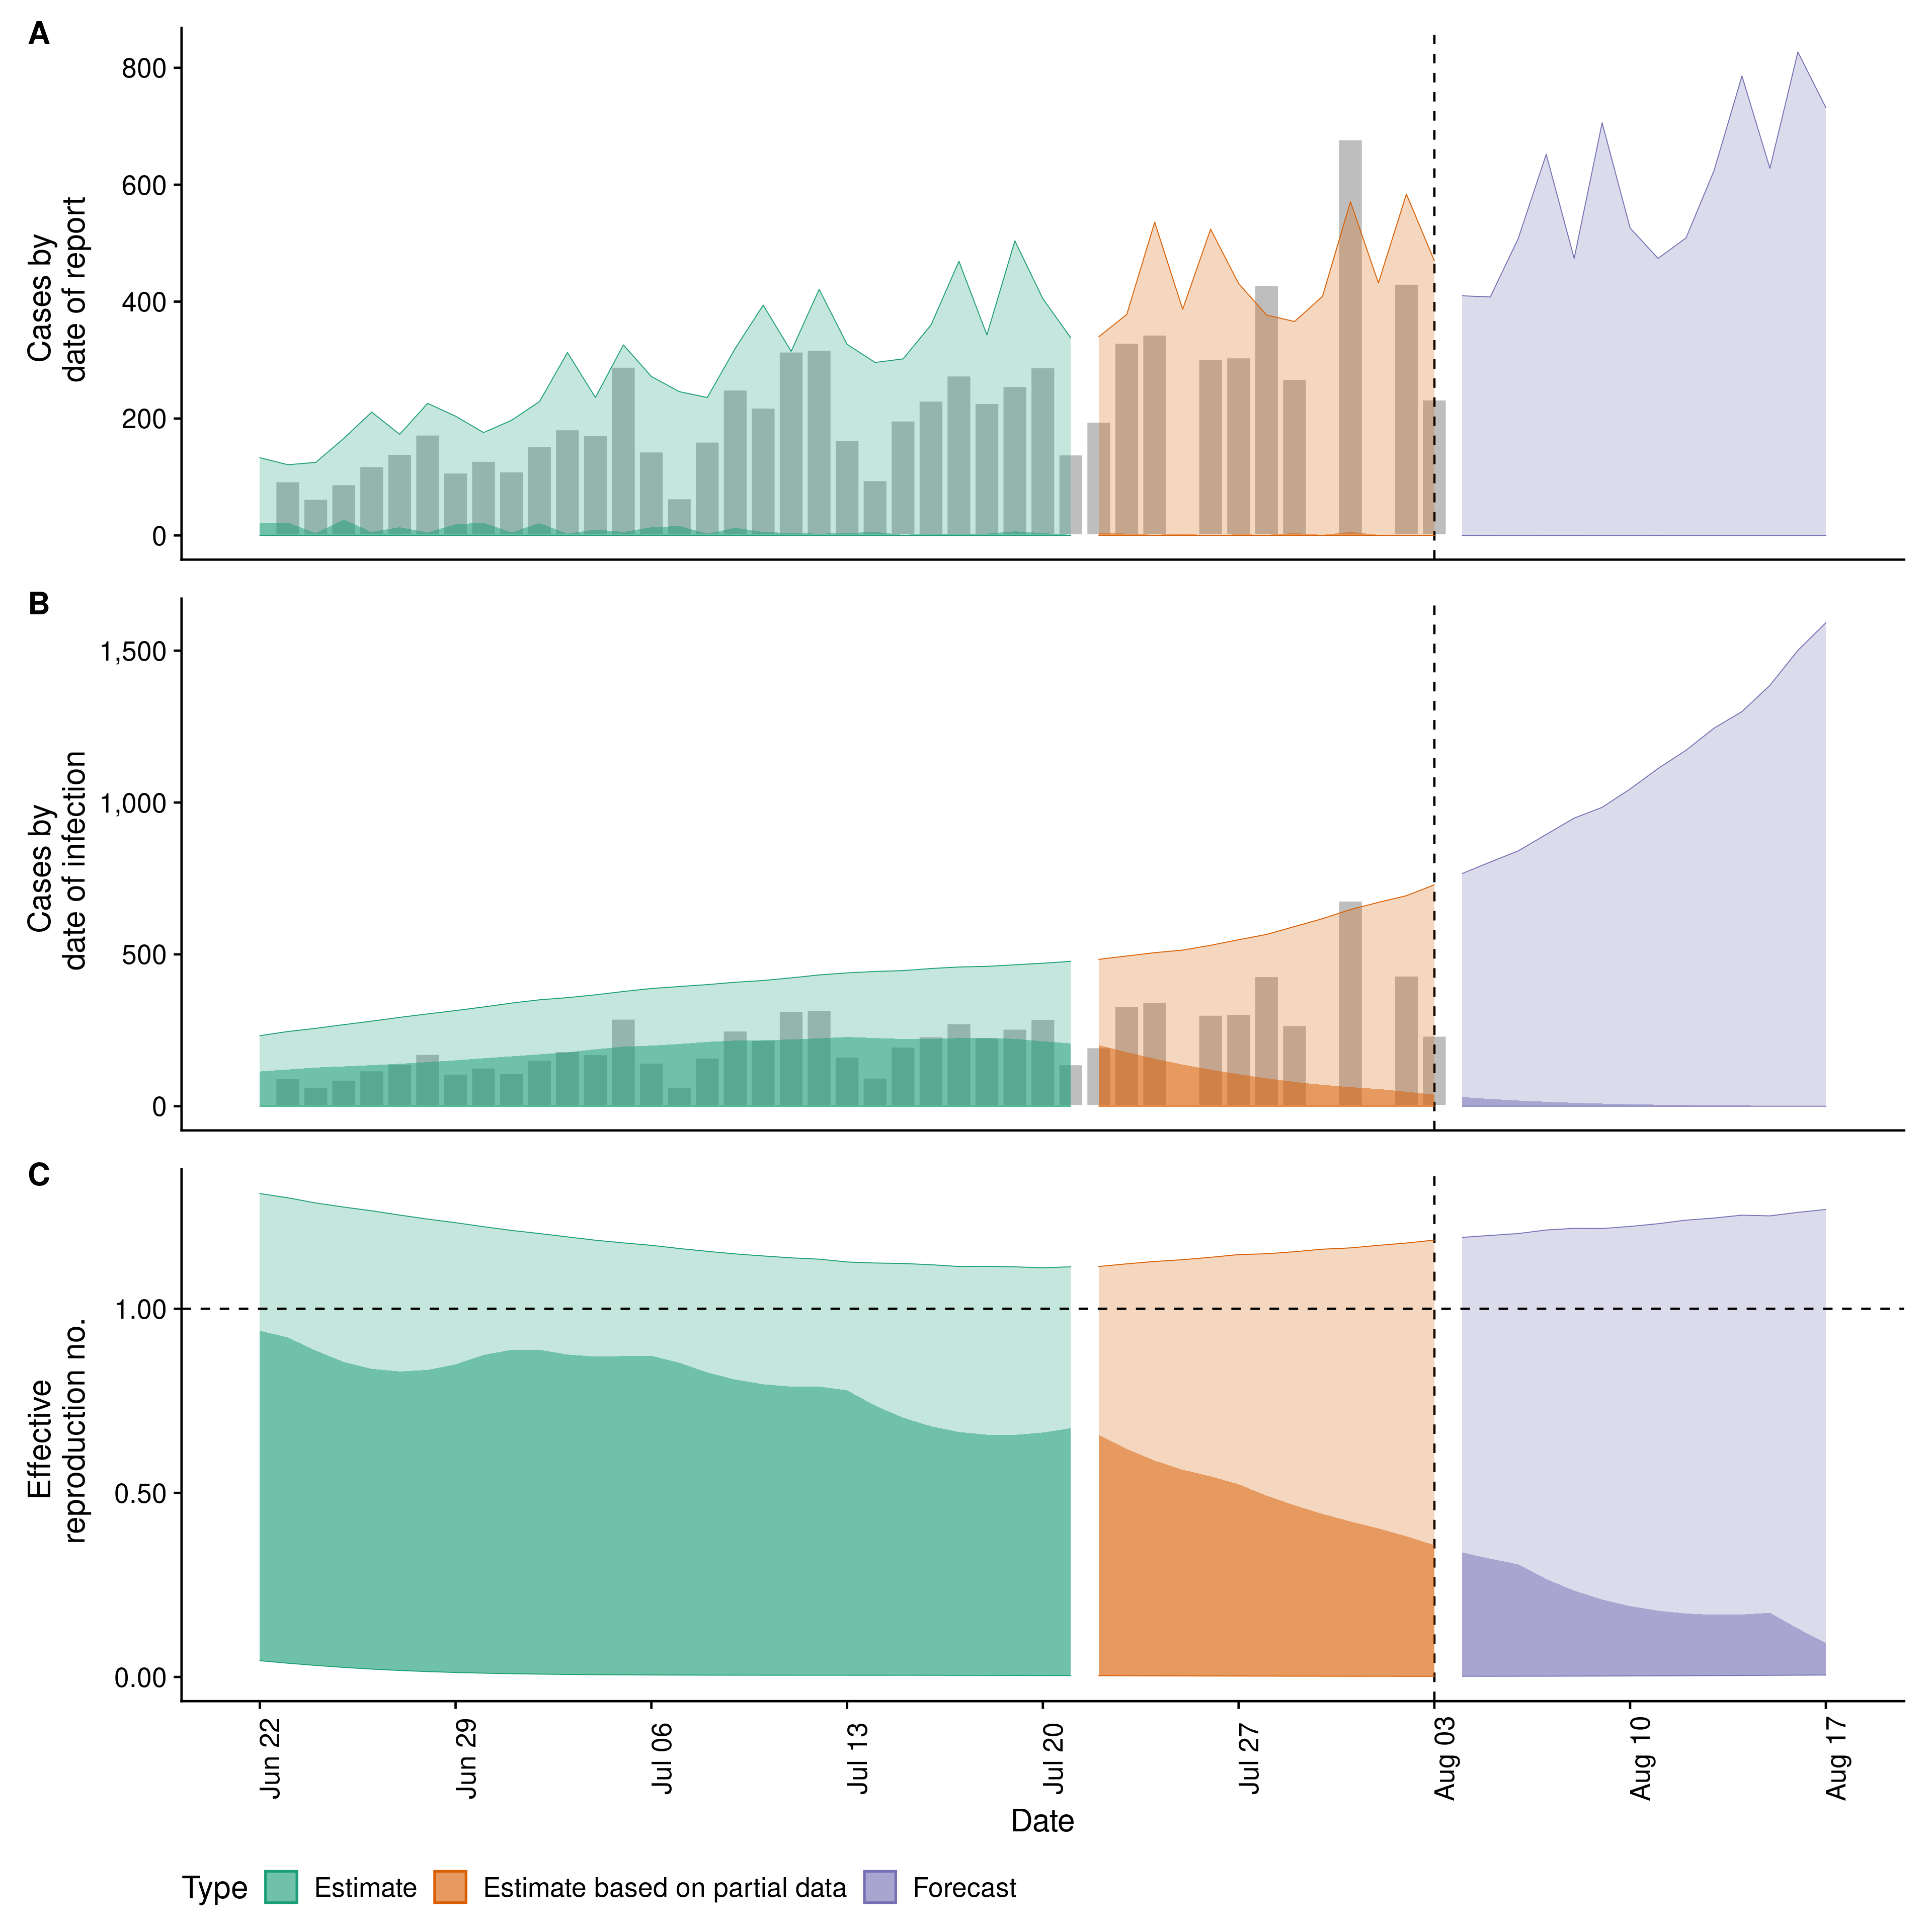 A
800
600
400
200
0
Cases by
date of report
B
1,500
1,000
500
0
Cases by
date of infection
C
1.00
0.50
0.00
Effective
reproduction no.
Jun 22
Jun 29
Jul 06
Jul 13
Jul 20
Jul 27
Aug 03
Aug 10
Aug 17
Date
Type Estimate Estimate based on partial data Forecast